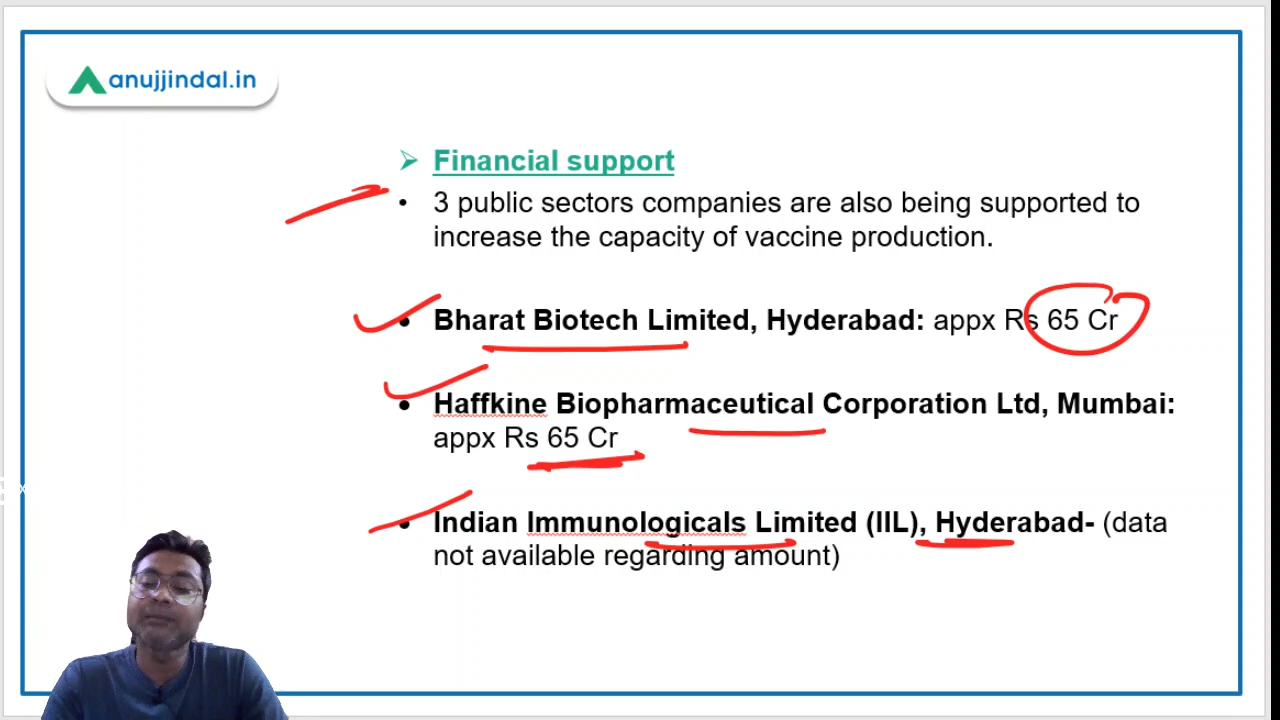 anujjindal.in
➢ Financial support
• 3 public sectors companies are also being supported to
increase the capacity of vaccine production.
• Bharat Biotech Limited, Hyderabad: appx Rs 65 Cr
• Haffkine Biopharmaceutical Corporation Ltd, Mumbai:
appx Rs 65 Cr
• Indian Immunologicals Limited (IIL), Hyderabad- (data
not available regarding amount)